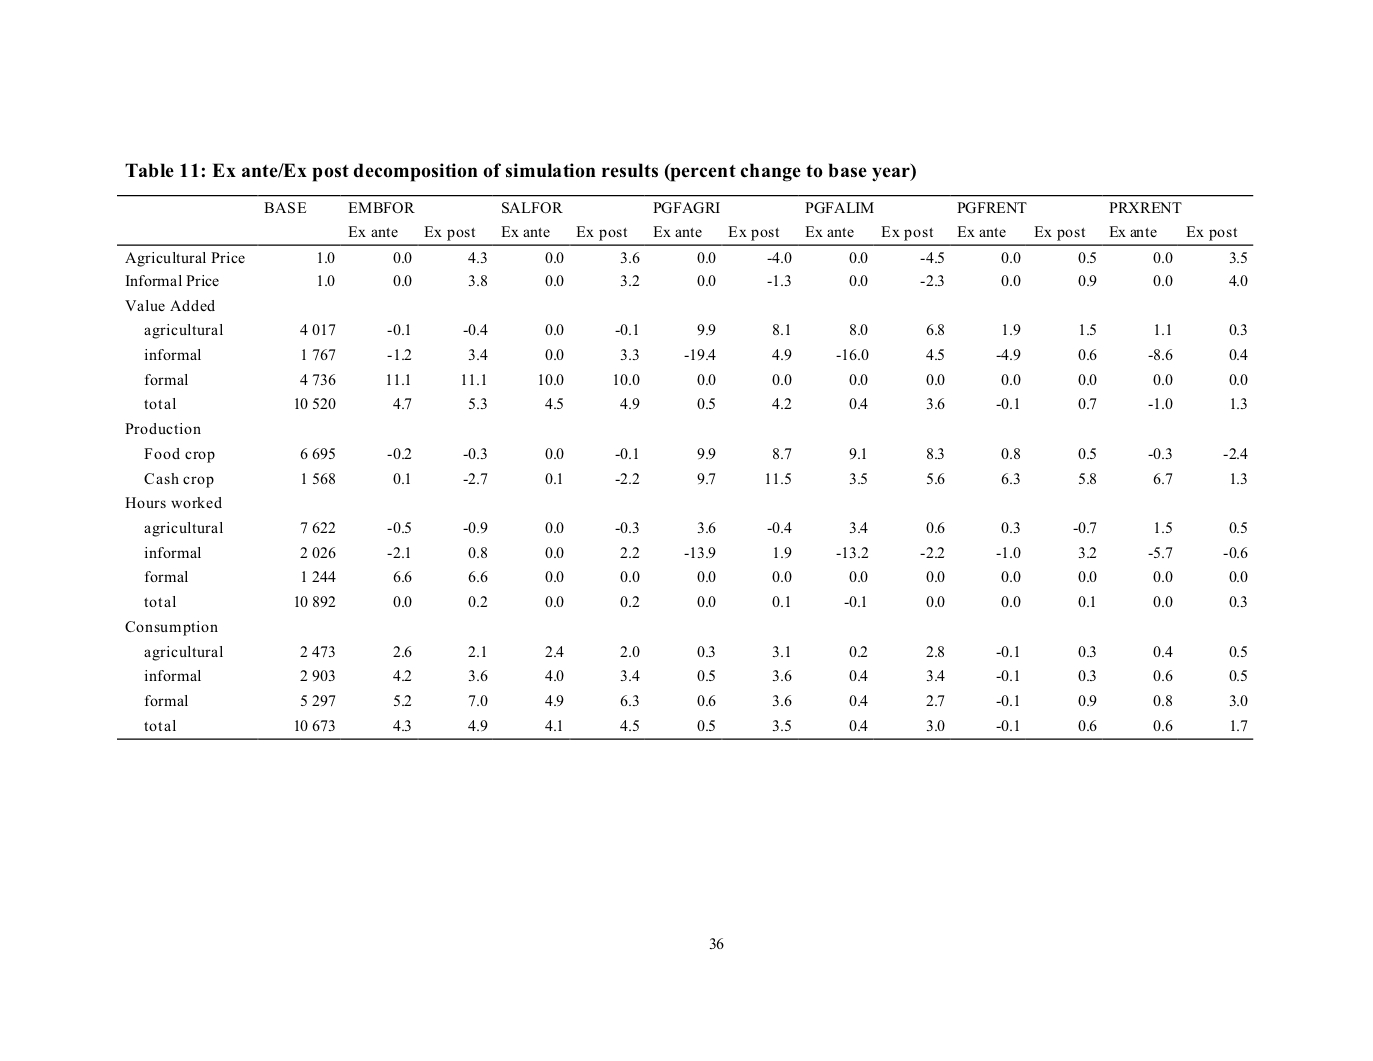 Table 11: Ex ante/Ex post decomposition of simulation results (percent change to base year)
BASE EMBFOR SALFOR PGFAGRI PGFALIM PGFRENT PRXRENT
Ex ante Ex post Ex ante Ex post Ex ante Ex post Ex ante Ex post Ex ante Ex post Ex ante Ex post
Agricultural Price 1.0 0.0 4.3 0.0 3.6 0.0 -4.0 0.0 -4.5 0.0 0.5 0.0 3.5
Informal Price 1.0 0.0 3.8 0.0 3.2 0.0 -1.3 0.0 -2.3 0.0 0.9 0.0 4.0
Value Added
agricultural 4 017 -0.1 -0.4 0.0 -0.1 9.9 8.1 8.0 6.8 1.9 1.5 1.1 0.3
informal 1 767 -1.2 3.4 0.0 3.3 -19.4 4.9 -16.0 4.5 -4.9 0.6 -8.6 0.4
formal 4 736 11.1 11.1 10.0 10.0 0.0 0.0 0.0 0.0 0.0 0.0 0.0 0.0
total 10 520 4.7 5.3 4.5 4.9 0.5 4.2 0.4 3.6 -0.1 0.7 -1.0 1.3
Production
Food crop 6 695 -0.2 -0.3 0.0 -0.1 9.9 8.7 9.1 8.3 0.8 0.5 -0.3 -2.4
Cash crop 1 568 0.1 -2.7 0.1 -2.2 9.7 11.5 3.5 5.6 6.3 5.8 6.7 1.3
Hours worked
agricultural 7 622 -0.5 -0.9 0.0 -0.3 3.6 -0.4 3.4 0.6 0.3 -0.7 1.5 0.5
informal 2 026 -2.1 0.8 0.0 2.2 -13.9 1.9 -13.2 -2.2 -1.0 3.2 -5.7 -0.6
formal 1 244 6.6 6.6 0.0 0.0 0.0 0.0 0.0 0.0 0.0 0.0 0.0 0.0
total 10 892 0.0 0.2 0.0 0.2 0.0 0.1 -0.1 0.0 0.0 0.1 0.0 0.3
Consumption
agricultural 2 473 2.6 2.1 2.4 2.0 0.3 3.1 0.2 2.8 -0.1 0.3 0.4 0.5
informal 2 903 4.2 3.6 4.0 3.4 0.5 3.6 0.4 3.4 -0.1 0.3 0.6 0.5
formal 5 297 5.2 7.0 4.9 6.3 0.6 3.6 0.4 2.7 -0.1 0.9 0.8 3.0
total 10 673 4.3 4.9 4.1 4.5 0.5 3.5 0.4 3.0 -0.1 0.6 0.6 1.7
36